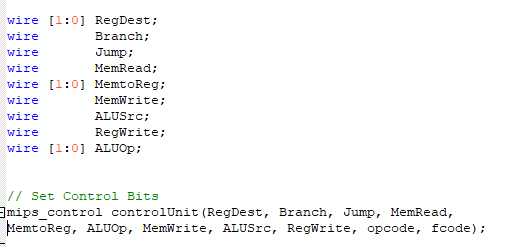 wire [1:0] RegDest;
wire       Branch;
wire       Jump;
wire       MemRead;
wire [1:0] MemtoReg;
wire       MemWrite;
wire       ALUSrc;
wire       RegWrite;
wire [1:0] ALUOp;
// Set Control Bits
mips_control controlUnit(RegDest, Branch, Jump, MemRead,
MemtoReg, ALUOp, MemWrite, ALUSrc, RegWrite, opcode, fcode);